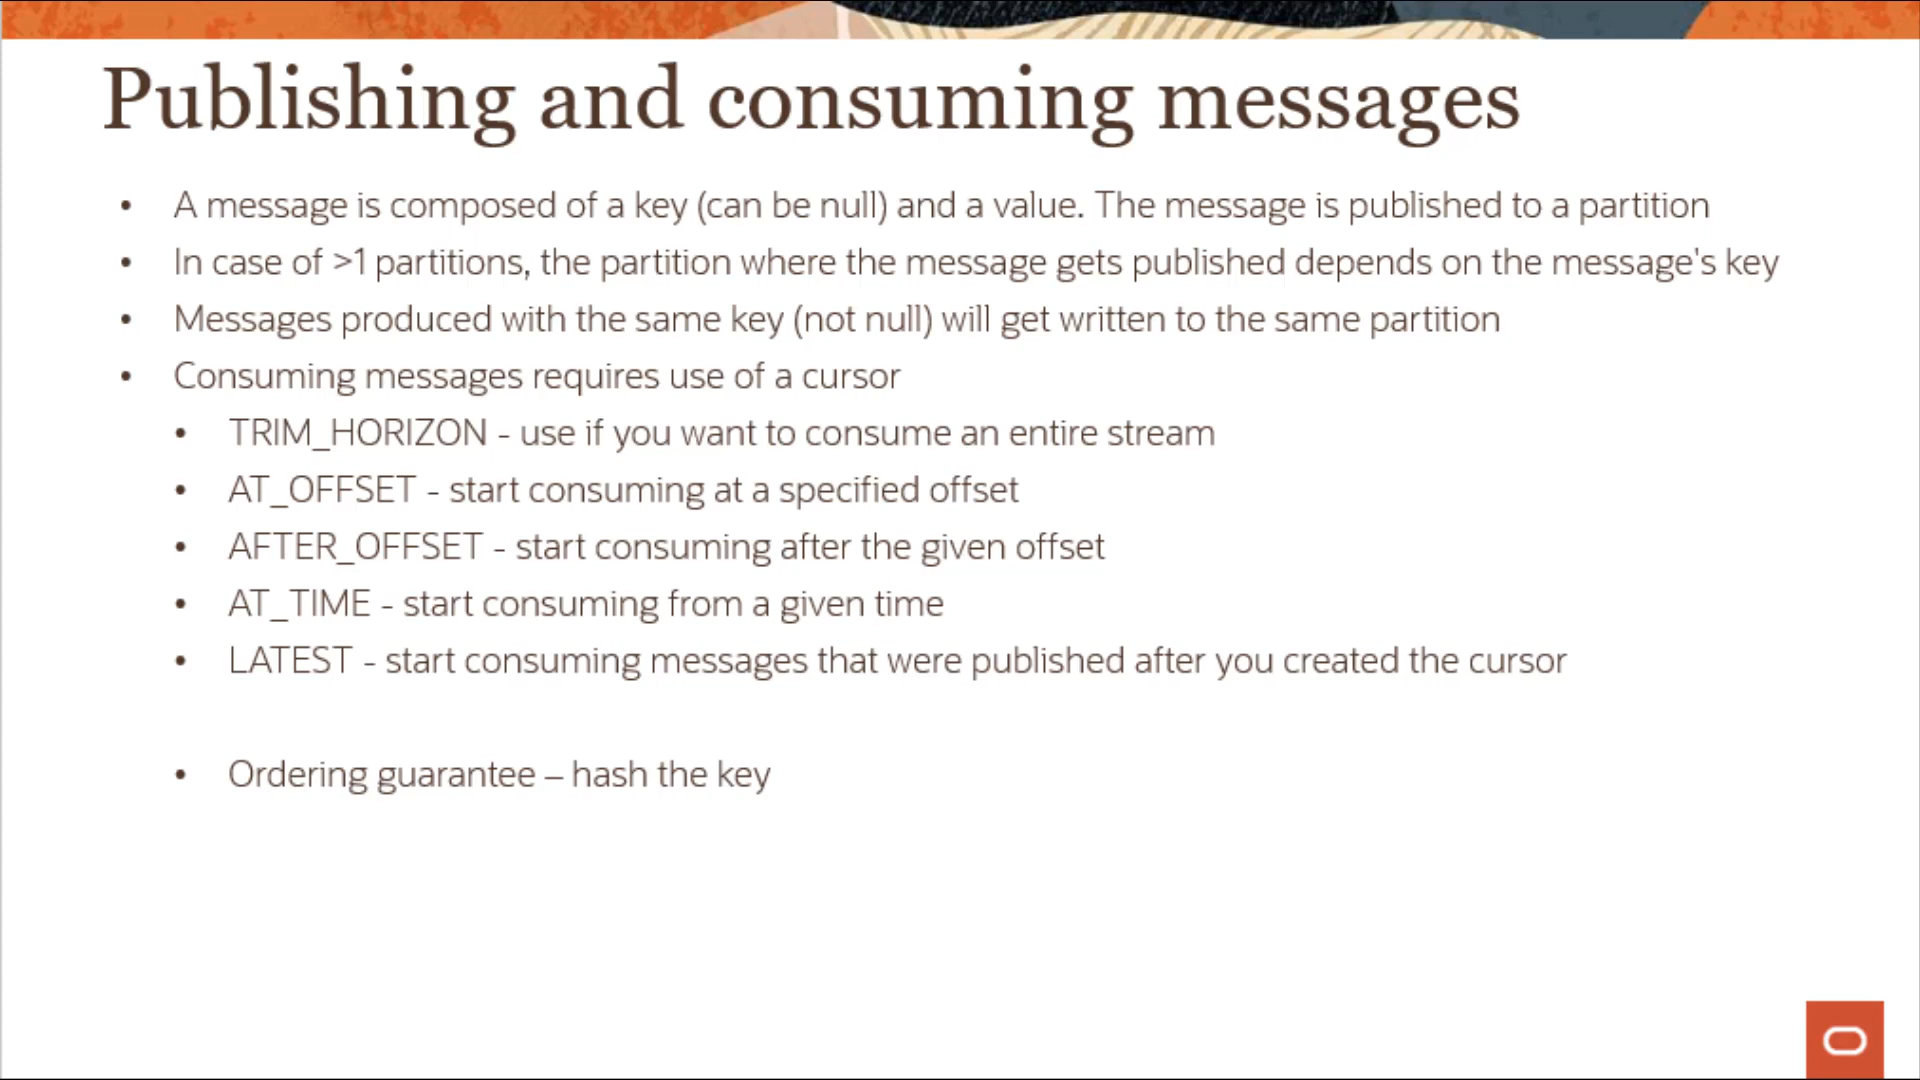 Publishing and consuming messages
• A message is composed of a key (can be null) and a value. The message is published to a partition
• In case of >1 partitions, the partition where the message gets published depends on the message's key
• Messages produced with the same key (not null) will get written to the same partition
• Consuming messages requires use of a cursor
• TRIM_HORIZON - use if you want to consume an entire stream
• AT_OFFSET - start consuming at a specified offset
• AFTER_OFFSET - start consuming after the given offset
• AT_TIME - start consuming from a given time
• LATEST - start consuming messages that were published after you created the cursor
• Ordering guarantee – hash the key